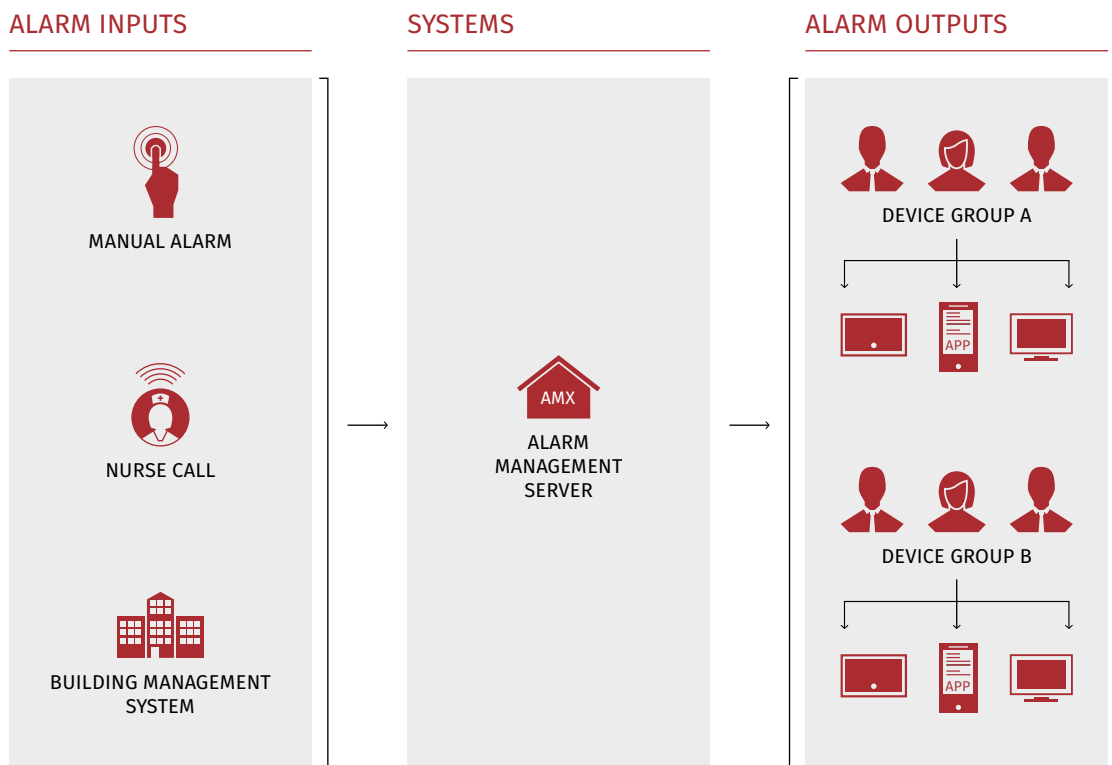 ALARM INPUTS
MANUAL ALARM
NURSE CALL
BUILDING MANAGEMENT
SYSTEM
SYSTEMS
AMX
ALARM
MANAGEMENT
SERVER
ALARM OUTPUTS
DEVICE GROUP A
APP
DEVICE GROUP B
APP